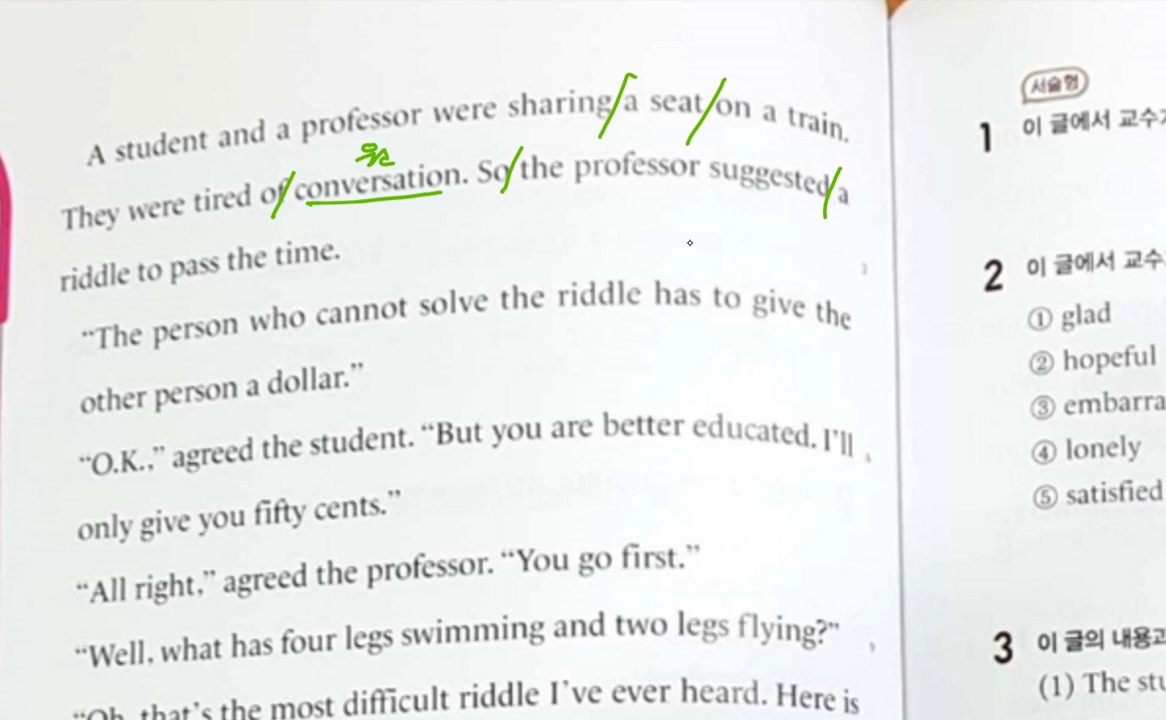 A student and a professor were sharing a seat on a train.
They were tired of conversation. So the professor suggested a
riddle to pass the time.
“The person who cannot solve the riddle has to give the
other person a dollar.”
“O.K.,” agreed the student. “But you are better educated. I’ll
only give you fifty cents.”
“All right,” agreed the professor. “You go first.”
“Well, what has four legs swimming and two legs flying?”
“Oh, that’s the most difficult riddle I’ve ever heard. Here is
서술형
1 이 글에서 교수
2 이 글에서 교수
① glad
② hopeful
③ embarra
④ lonely
⑤ satisfied
3 이 글의 내용과
(1) The stu